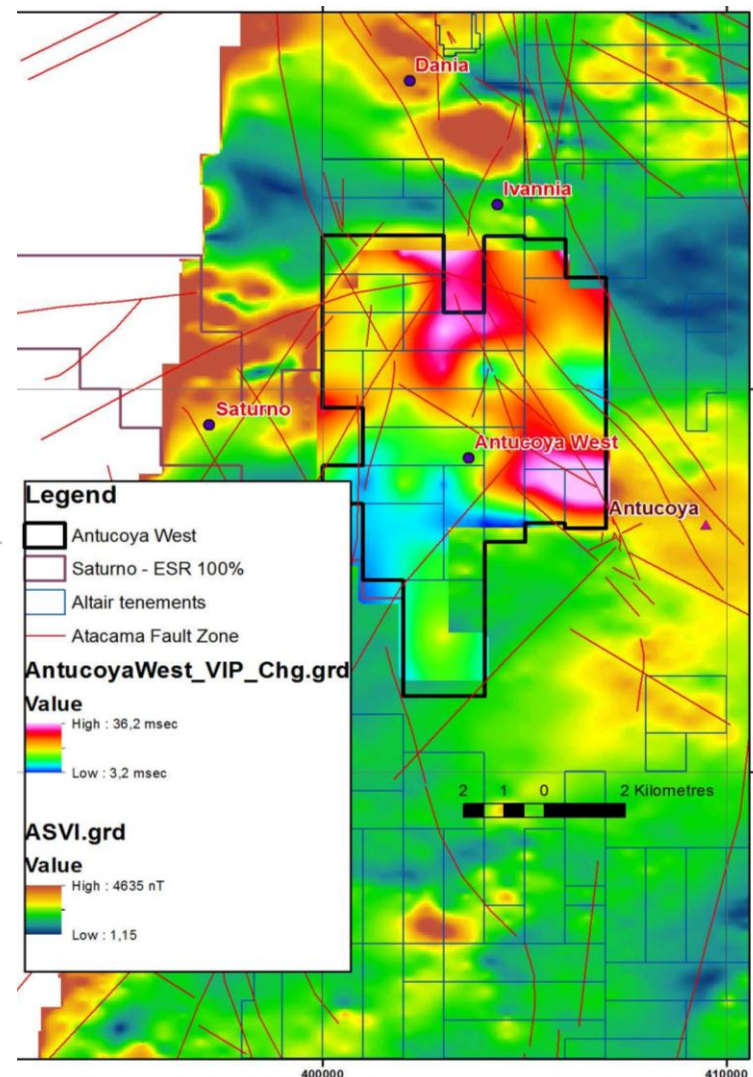 Dania
Ivannia
Saturno
Antucoya West
Antucoya
Legend
Antucoya West
Saturno - ESR 100%
Altair tenements
Atacama Fault Zone
AntucoyaWest_VIP_Chg.grd
Value
High : 36,2 msec
Low : 3,2 msec
2 1 0 2 Kilometres
ASVI.grd
Value
High : 4635 nT
Low : 1,15
400000 410000